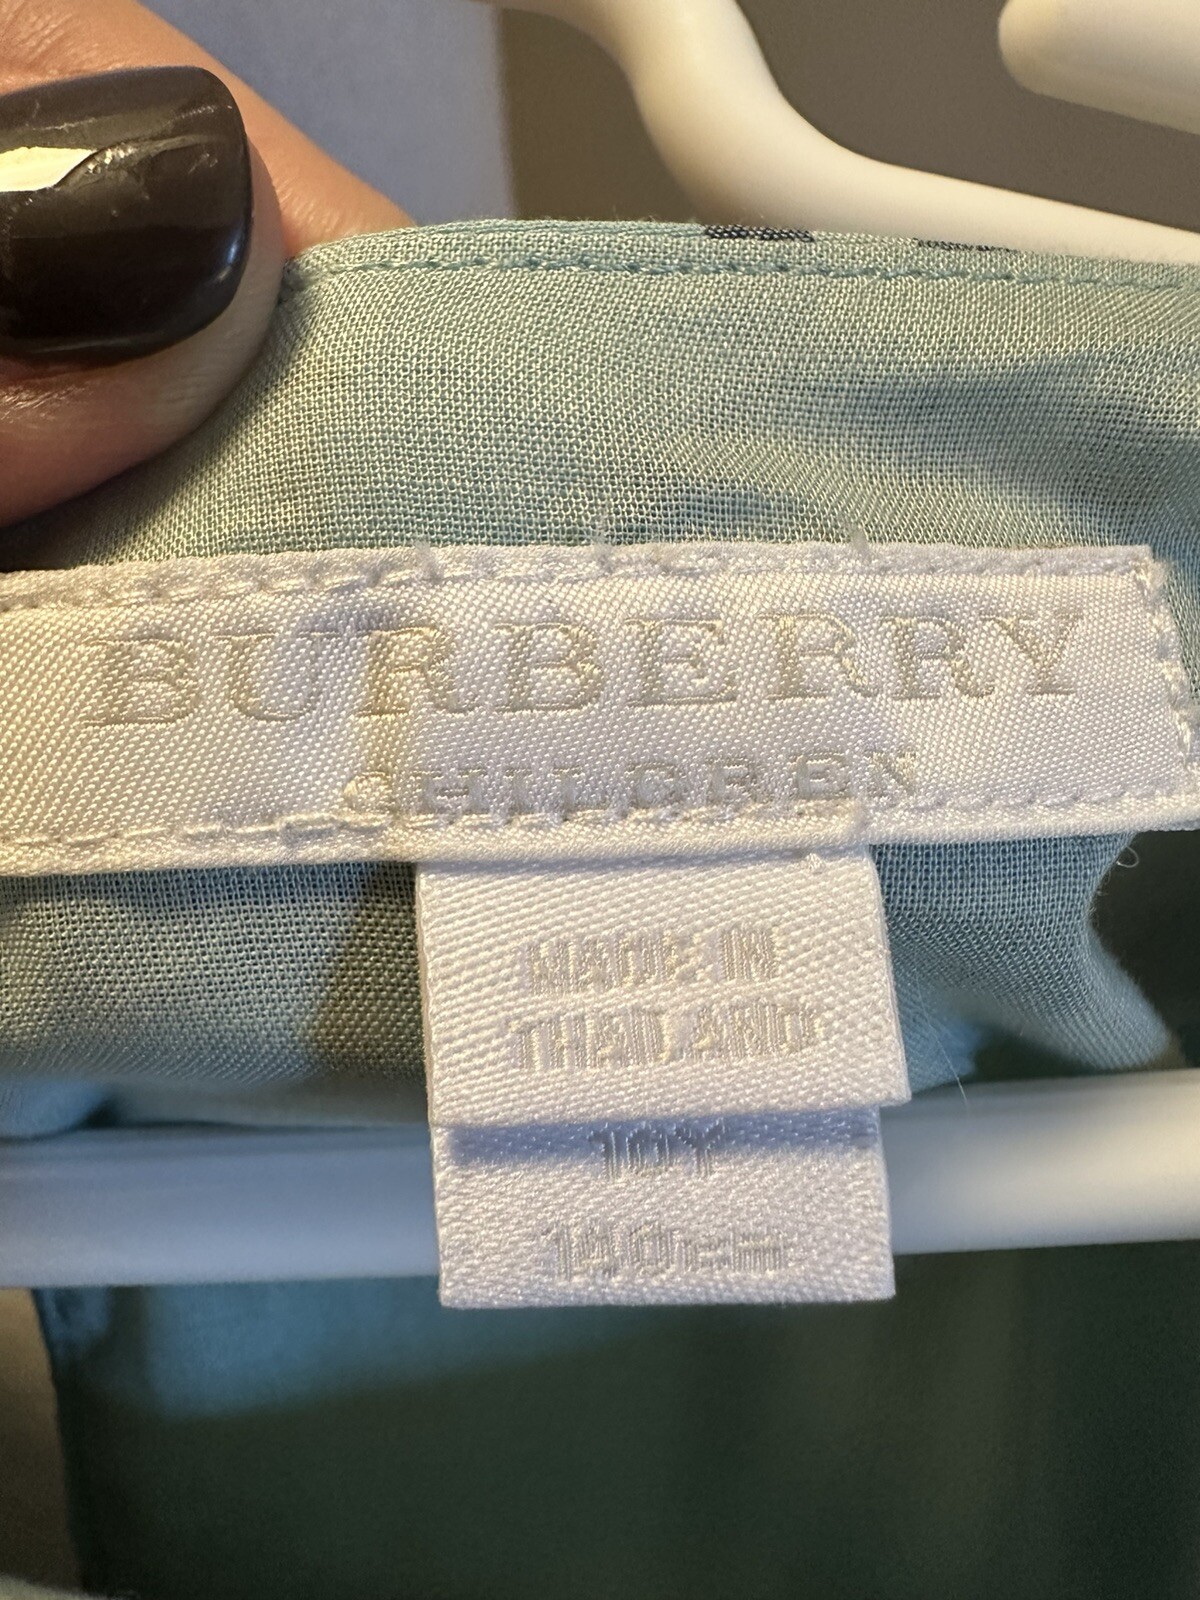 BURBERRY
CHILDREN
MADE IN
THAILAND
10Y
140cm